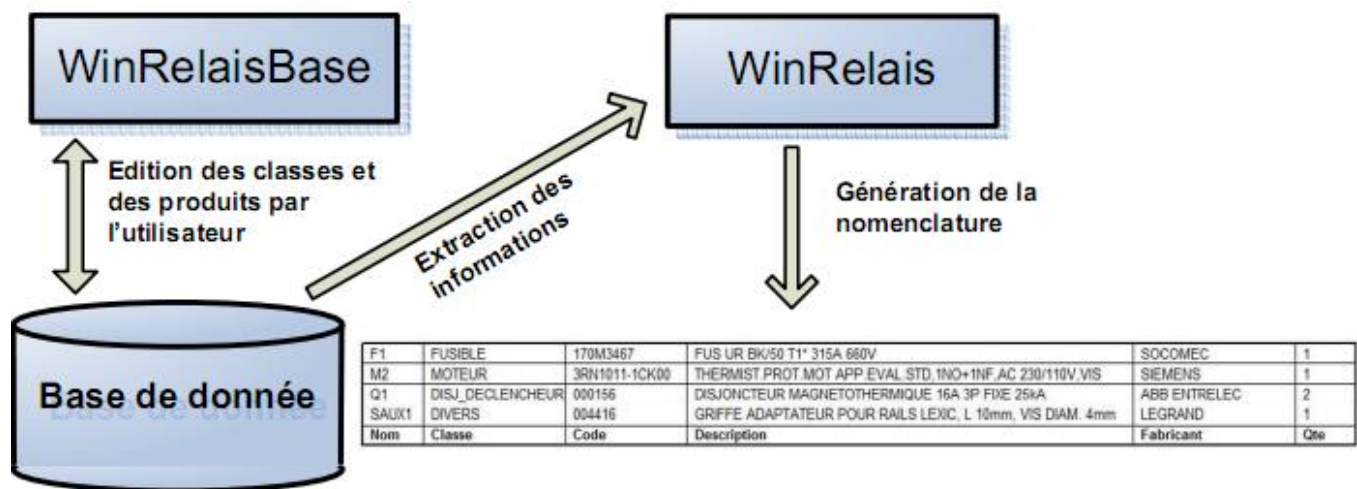 WinRelaisBase
WinRelais
Edition des classes et
des produits par
l'utilisateur
Extraction des
informations
Génération de la
nomenclature
Base de donnée
F1 FUSIBLE 170M3467 FUS UR BK/50 T1* 315A 660V SOCOMEC 1
M2 MOTEUR 3RN1011-1CK00 THERMIST.PROT.MOT APP.EVAL.STD,1NO+1NF,AC 230/110V,VIS SIEMENS 1
Q1 DISJ_DECLENCHEUR 000156 DISJONCTEUR MAGNETOTHERMIQUE 16A 3P FIXE 25kA ABB ENTRELEC 2
SAUX1 DIVERS 004416 GRIFFE ADAPTATEUR POUR RAILS LEXIC, L 10mm, VIS DIAM. 4mm LEGRAND 1
Nom Classe Code Description Fabricant Qte